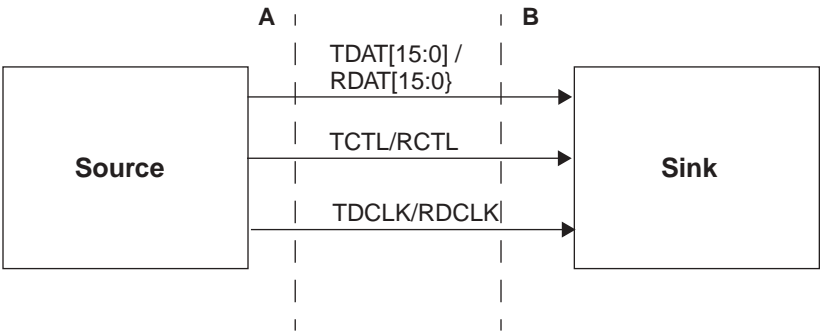 A
B
TDAT[15:0] /
RDAT[15:0}
TCTL/RCTL
Source
Sink
TDCLK/RDCLK